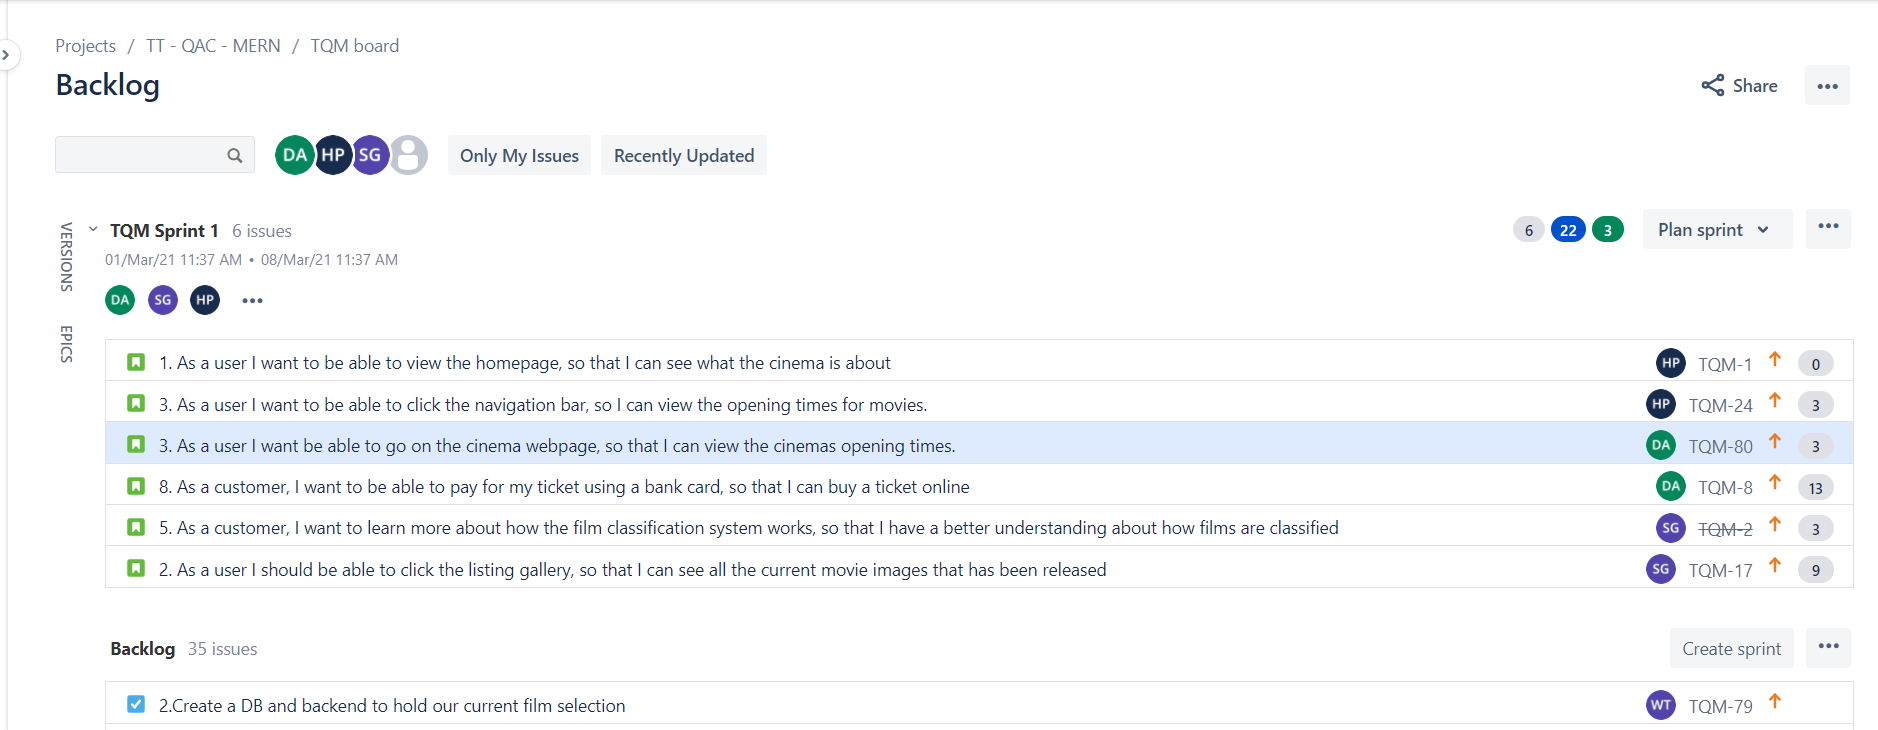 Projects / TT - QAC - MERN / TQM board
Backlog
Share
DA HP SG Only My Issues Recently Updated
VERSIONS
EPICS
TQM Sprint 1 6 issues 6 22 3 Plan sprint
01/Mar/21 11:37 AM • 08/Mar/21 11:37 AM
DA SG HP
1. As a user I want to be able to view the homepage, so that I can see what the cinema is about HP TQM-1 0
3. As a user I want to be able to click the navigation bar, so I can view the opening times for movies. HP TQM-24 3
3. As a user I want be able to go on the cinema webpage, so that I can view the cinemas opening times. DA TQM-80 3
8. As a customer, I want to be able to pay for my ticket using a bank card, so that I can buy a ticket online DA TQM-8 13
5. As a customer, I want to learn more about how the film classification system works, so that I have a better understanding about how films are classified SG TQM-2 3
2. As a user I should be able to click the listing gallery, so that I can see all the current movie images that has been released SG TQM-17 9
Backlog 35 issues Create sprint
2.Create a DB and backend to hold our current film selection WT TQM-79